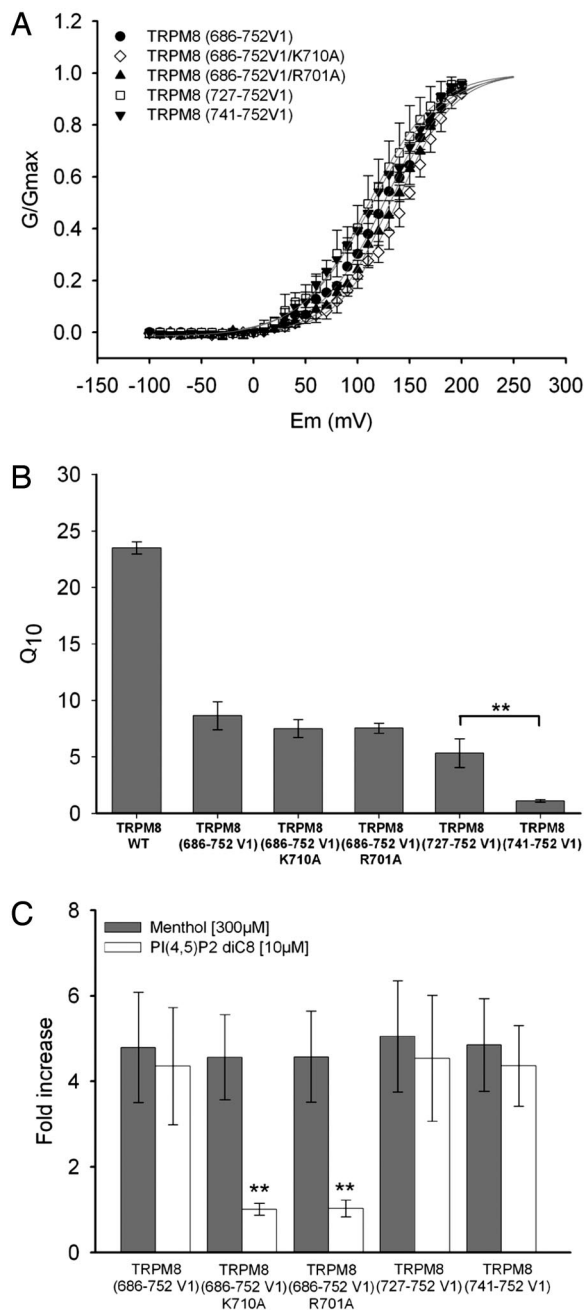 A
TRPM8 (686-752V1)
TRPM8 (686-752V1/K710A)
TRPM8 (686-752V1/R701A)
TRPM8 (727-752V1)
TRPM8 (741-752V1)
G/Gmax
1.0
0.8
0.6
0.4
0.2
0.0
-150 -100 -50 0 50 100 150 200 250 300
Em (mV)
B
Q10
30
25
20
15
10
5
0
**
TRPM8 TRPM8 TRPM8 TRPM8 TRPM8 TRPM8
WT (686-752 V1) (686-752 V1) (686-752 V1) (727-752 V1) (741-752 V1)
K710A R701A
C
Menthol [300µM]
PI(4,5)P2 diC8 [10µM]
Fold increase
8
6
4
2
0
** **
TRPM8 TRPM8 TRPM8 TRPM8 TRPM8
(686-752 V1) (686-752 V1) (686-752 V1) (727-752 V1) (741-752 V1)
K710A R701A